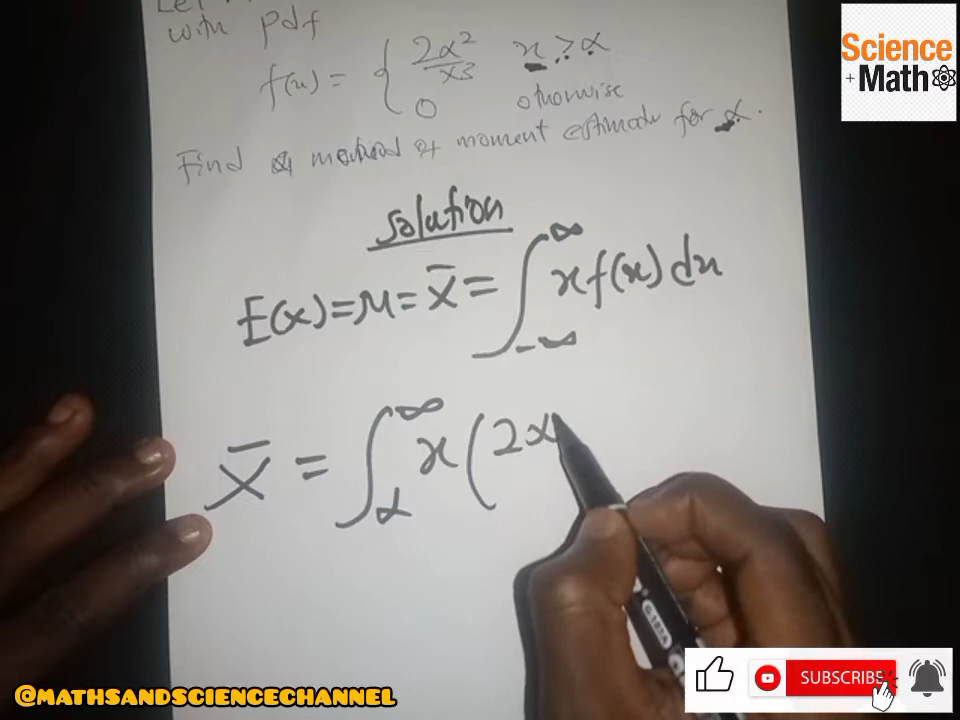 with pdf
f(x) = { 2α²/x³ x ≥ α
0 otherwise
Find method of moment estimate for α.
Solution
E(x) = μ = X̄ = ∫_{-∞}^{∞} x f(x) dx
X̄ = ∫_{α}^{∞} x (2α
Science
+Math
SUBSCRIBE
@MATHSANDSCIENCECHANNEL